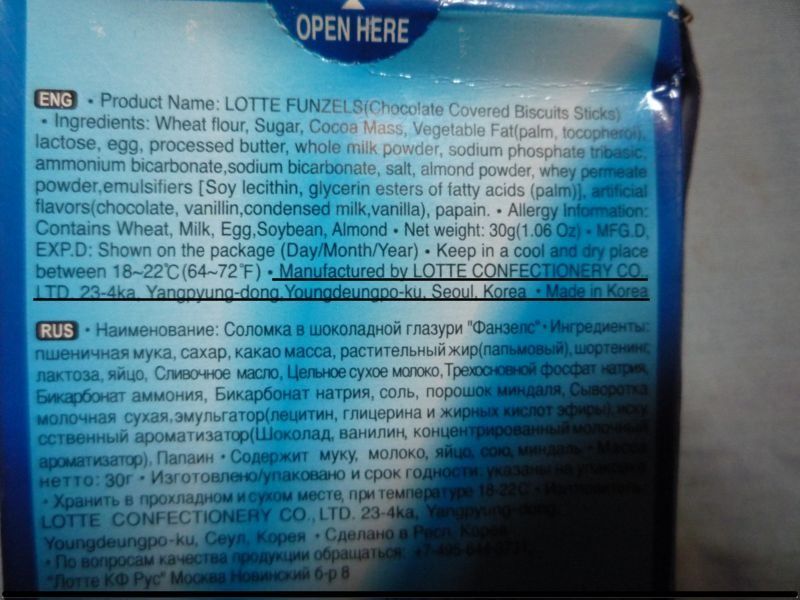 OPEN HERE
ENG • Product Name: LOTTE FUNZELS(Chocolate Covered Biscuits Sticks)
• Ingredients: Wheat flour, Sugar, Cocoa Mass, Vegetable Fat(palm, tocopherol),
lactose, egg, processed butter, whole milk powder, sodium phosphate tribasic,
ammonium bicarbonate,sodium bicarbonate, salt, almond powder, whey permeate
powder,emulsifiers [Soy lecithin, glycerin esters of fatty acids (palm)], artificial
flavors(chocolate, vanillin,condensed milk,vanilla), papain. • Allergy Information:
Contains Wheat, Milk, Egg,Soybean, Almond • Net weight: 30g(1.06 Oz) • MFG.D,
EXP.D: Shown on the package (Day/Month/Year) • Keep in a cool and dry place
between 18~22℃(64~72℉) • Manufactured by LOTTE CONFECTIONERY CO.,
LTD. 23-4ka, Yangpyung-dong,Youngdeungpo-ku, Seoul, Korea • Made in Korea
RUS • Наименование: Соломка в шоколадной глазури "Фанзелс" • Ингредиенты:
пшеничная мука, сахар, какао масса, растительный жир(папьмовый), шортенинг,
лактоза, яйцо, Сливочное масло, Цельное сухое молоко,Трехосновной фосфат натрия,
Бикарбонат аммония, Бикарбонат натрия, соль, порошок миндаля, Сыворотка
молочная сухая,эмульгатор(лецитин, глицерина и жирных кислот эфиры),иску
сственный ароматизатор(Шоколад, ванилин, концентрированный молочный
ароматизатор), Папаин • Содержит муку, молоко, яйцо, сою, миндаль • Масса
нетто: 30г • Изготовлено/упаковано и срок годности: указаны на упаковке
• Хранить в прохладном и сухом месте, при температуре 18-22С • Изготовитель:
LOTTE CONFECTIONERY CO., LTD. 23-4ka, Yangpyung-dong,
Youngdeungpo-ku, Сеул, Корея • Сделано в Респ. Корея
• По вопросам качества продукции обращаться:
"Лотте КФ Рус" Москва Новинский б-р 8